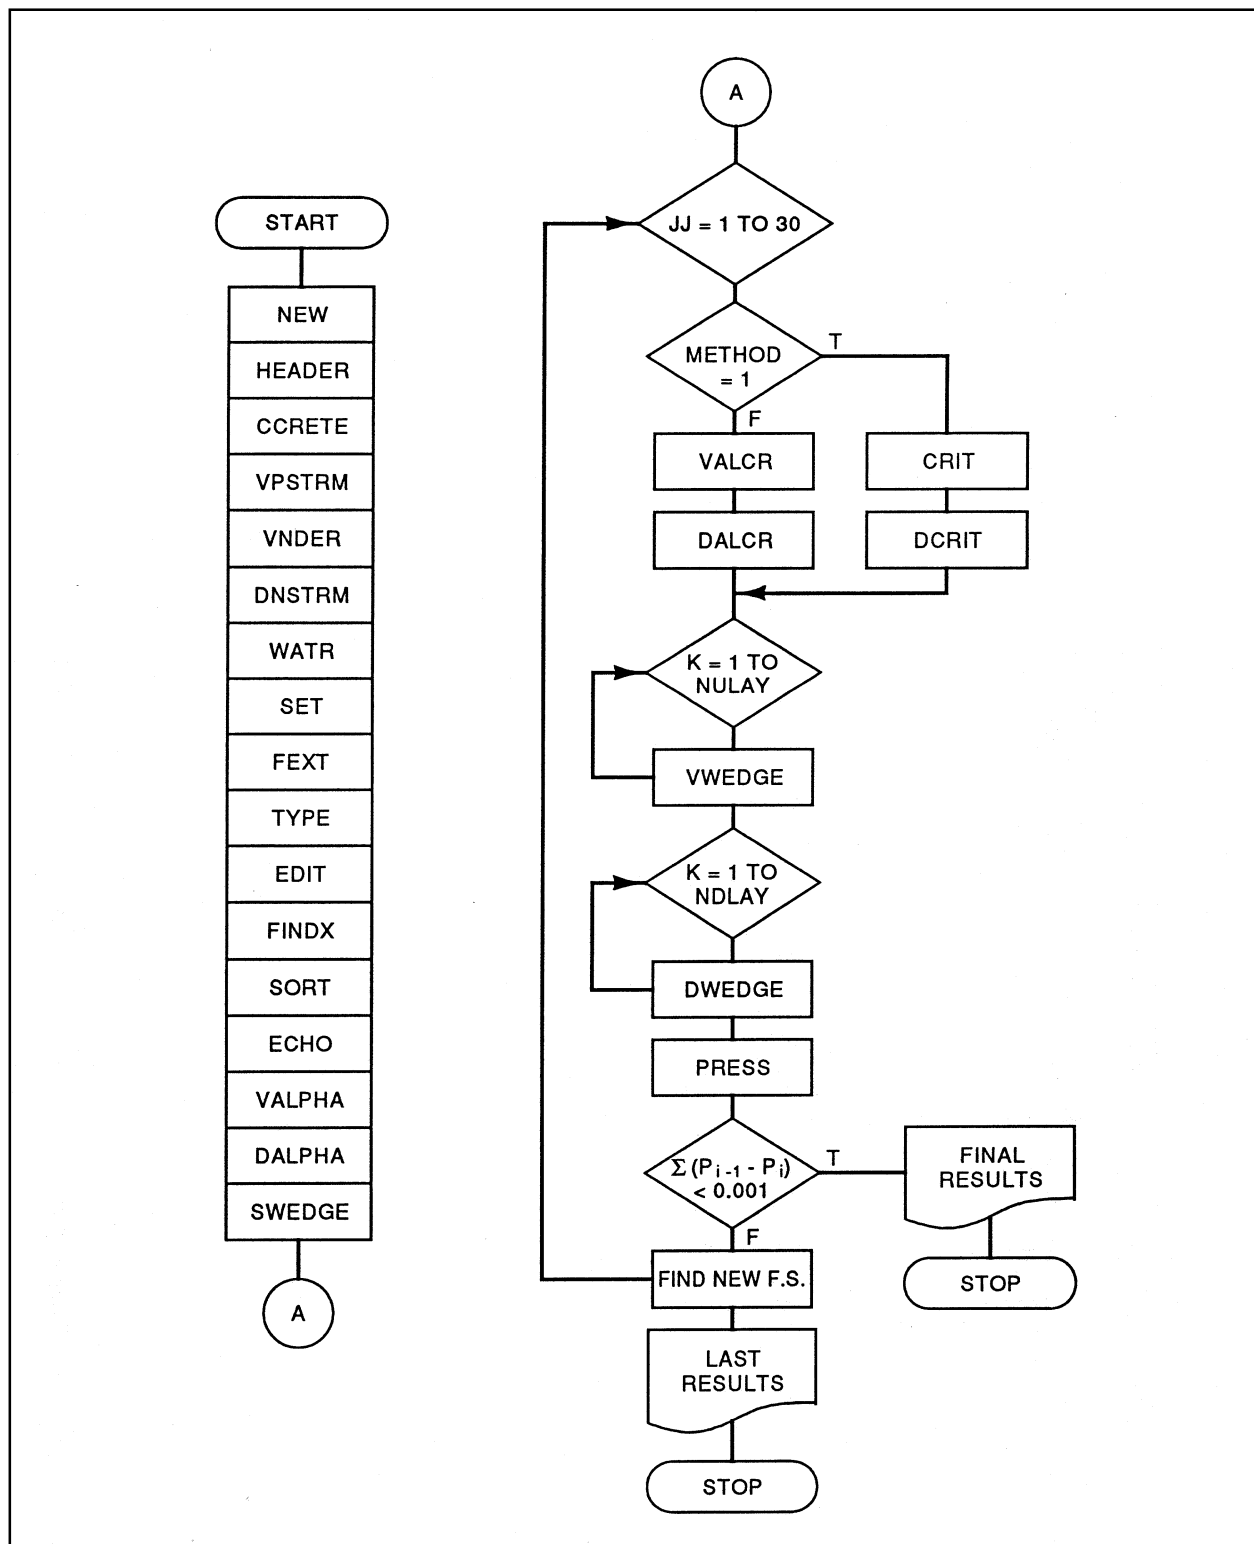 START
NEW
HEADER
CCRETE
VPSTRM
VNDER
DNSTRM
WATR
SET
FEXT
TYPE
EDIT
FINDX
SORT
ECHO
VALPHA
DALPHA
SWEDGE
A
A
JJ = 1 TO 30
METHOD
= 1
T
F
VALCR
CRIT
DALCR
DCRIT
K = 1 TO
NULAY
VWEDGE
K = 1 TO
NDLAY
DWEDGE
PRESS
Σ (P i -1 - P i)
< 0.001
T
FINAL
RESULTS
F
FIND NEW F.S.
STOP
LAST
RESULTS
STOP